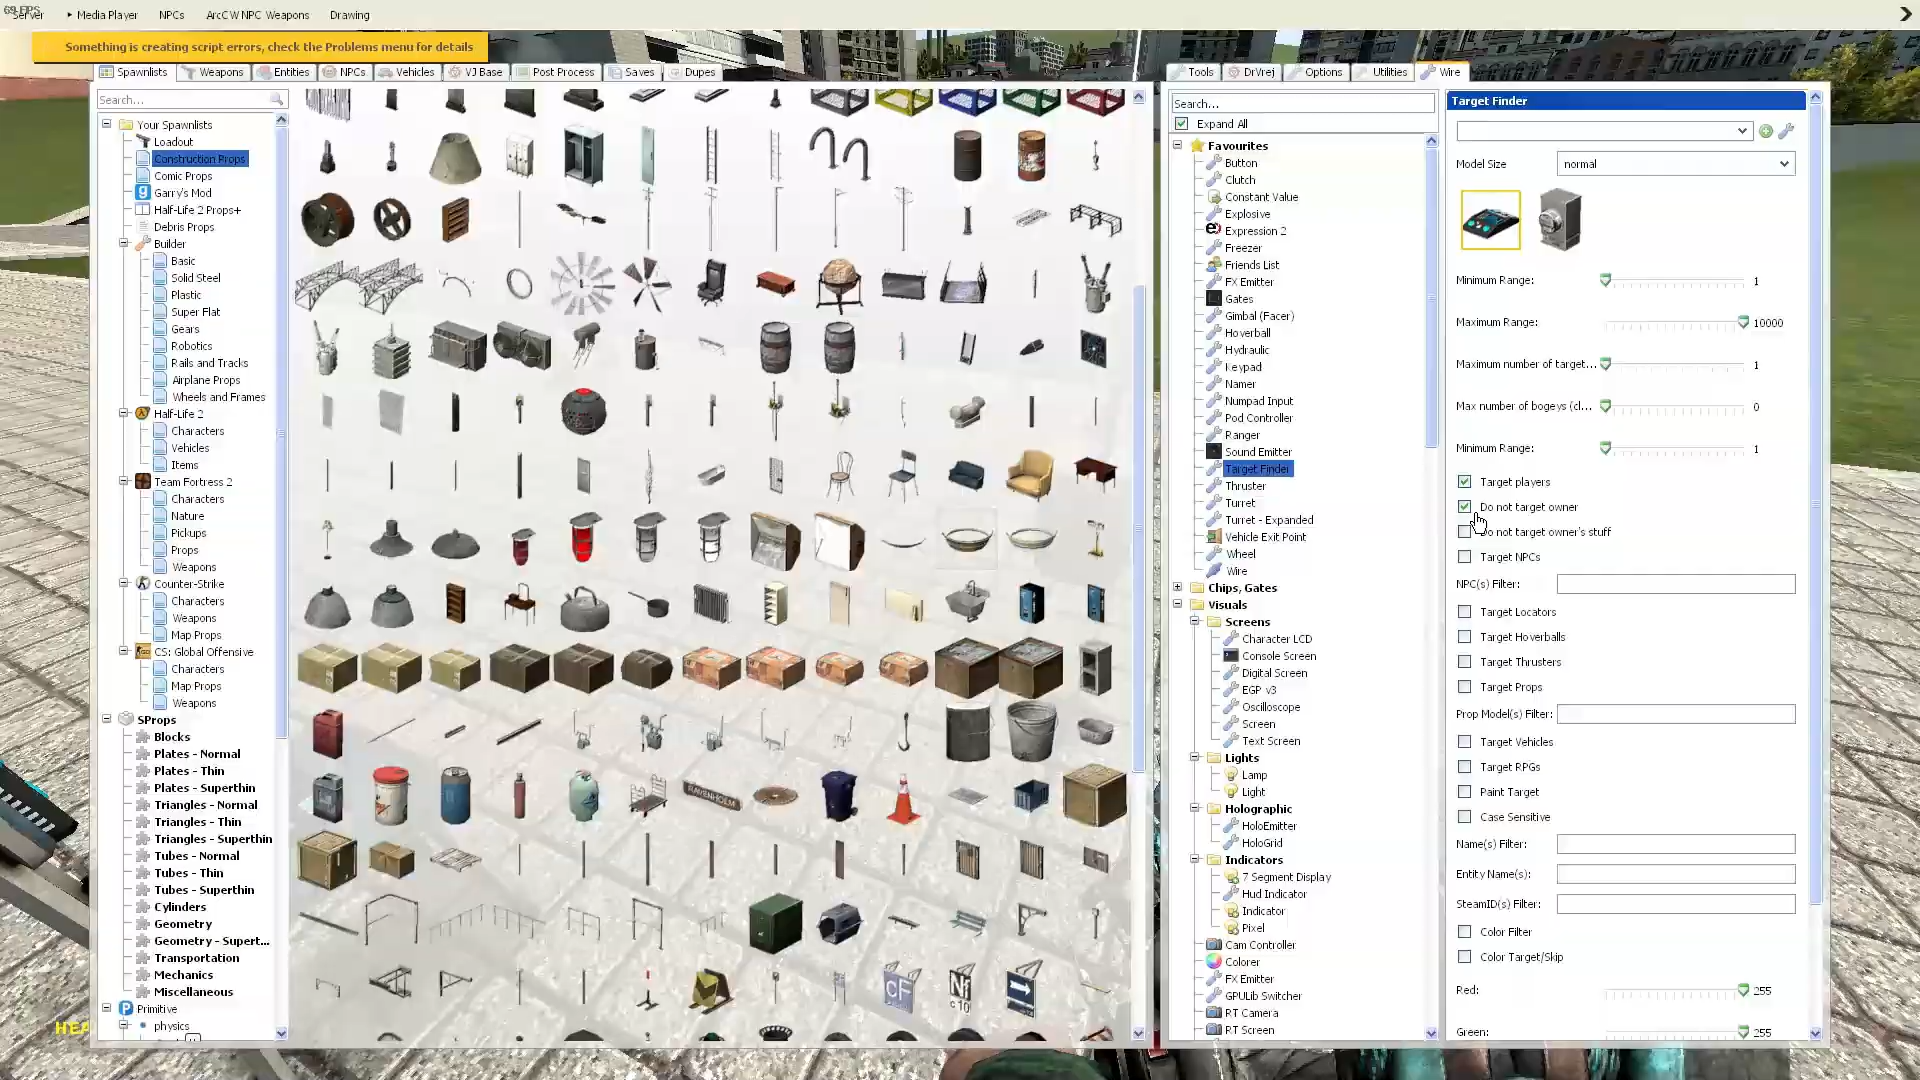 69 FPS
Server
Media Player
NPCs
ArcCW NPC Weapons
Drawing
Something is creating script errors, check the Problems menu for details
Spawnlists
Weapons
Entities
NPCs
Vehicles
VJ Base
Post Process
Saves
Dupes
Search...
Your Spawnlists
Loadout
Construction Props
Comic Props
Garry's Mod
Half-Life 2 Props+
Debris Props
Builder
Basic
Solid Steel
Plastic
Super Flat
Gears
Robotics
Rails and Tracks
Airplane Props
Wheels and Frames
Half-Life 2
Characters
Vehicles
Items
Team Fortress 2
Characters
Nature
Pickups
Props
Weapons
Counter-Strike
Characters
Weapons
Map Props
CS: Global Offensive
Characters
Map Props
Weapons
SProps
Blocks
Plates - Normal
Plates - Thin
Plates - Superthin
Triangles - Normal
Triangles - Thin
Triangles - Superthin
Tubes - Normal
Tubes - Thin
Tubes - Superthin
Cylinders
Geometry
Geometry - Supert...
Transportation
Mechanics
Miscellaneous
Primitive
physics
RAVENHOLM
cF
Tools
DrVrej
Options
Utilities
Wire
Search...
Expand All
Favourites
Button
Clutch
Constant Value
Explosive
Expression 2
Freezer
Friends List
FX Emitter
Gates
Gimbal (Facer)
Hoverball
Hydraulic
Keypad
Namer
Numpad Input
Pod Controller
Ranger
Sound Emitter
Target Finder
Thruster
Turret
Turret - Expanded
Vehicle Exit Point
Wheel
Wire
Chips, Gates
Visuals
Screens
Character LCD
Console Screen
Digital Screen
EGP v3
Oscilloscope
Screen
Text Screen
Lights
Lamp
Light
Holographic
HoloEmitter
HoloGrid
Indicators
7 Segment Display
Hud Indicator
Indicator
Pixel
Cam Controller
Colorer
FX Emitter
GPULib Switcher
RT Camera
RT Screen
Target Finder
Model Size
normal
Minimum Range: 1
Maximum Range: 10000
Maximum number of target... 1
Max number of bogeys (cl... 0
Minimum Range: 1
Target players
Do not target owner
Do not target owner's stuff
Target NPCs
NPC(s) Filter:
Target Locators
Target Hoverballs
Target Thrusters
Target Props
Prop Model(s) Filter:
Target Vehicles
Target RPGs
Paint Target
Case Sensitive
Name(s) Filter:
Entity Name(s):
SteamID(s) Filter:
Color Filter
Color Target/Skip
Red: 255
Green: 255